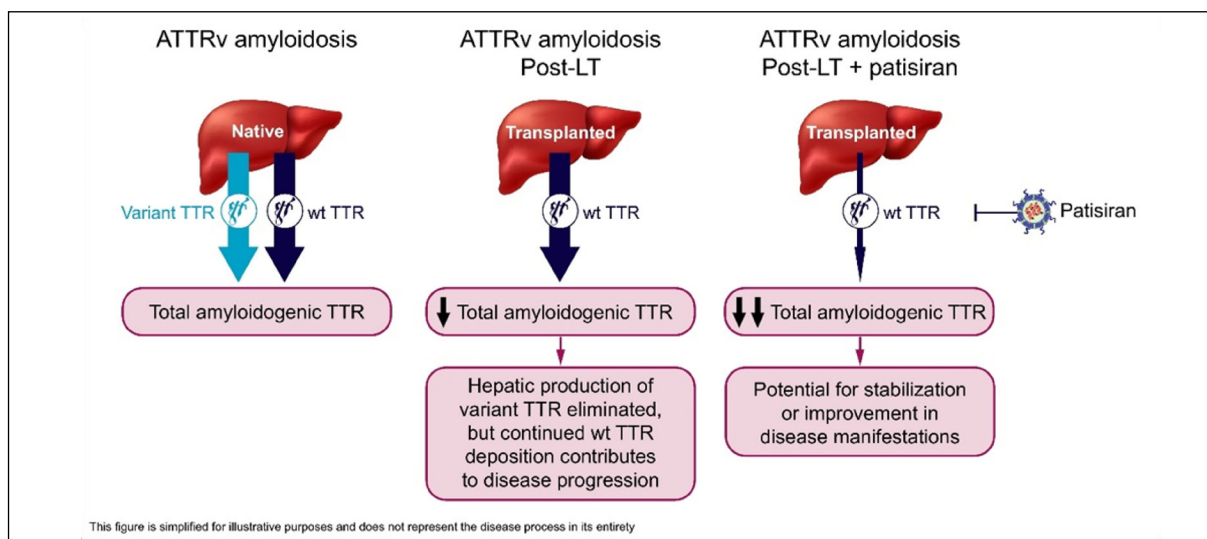 ATTRv amyloidosis
Native
Variant TTR
wt TTR
Total amyloidogenic TTR
ATTRv amyloidosis
Post-LT
Transplanted
wt TTR
Total amyloidogenic TTR
Hepatic production of
variant TTR eliminated,
but continued wt TTR
deposition contributes
to disease progression
ATTRv amyloidosis
Post-LT + patisiran
Transplanted
wt TTR
Patisiran
Total amyloidogenic TTR
Potential for stabilization
or improvement in
disease manifestations
This figure is simplified for illustrative purposes and does not represent the disease process in its entirety